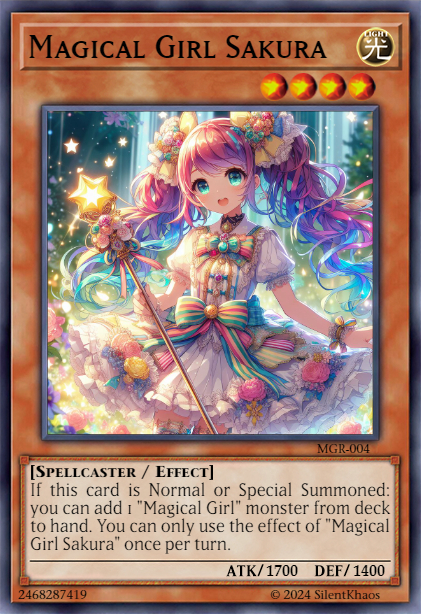 Magical Girl Sakura
LIGHT
光
MGR-004
[Spellcaster / Effect]
If this card is Normal or Special Summoned:
you can add 1 "Magical Girl" monster from deck
to hand. You can only use the effect of "Magical
Girl Sakura" once per turn.
ATK/1700 DEF/1400
2468287419
© 2024 SilentKhaos